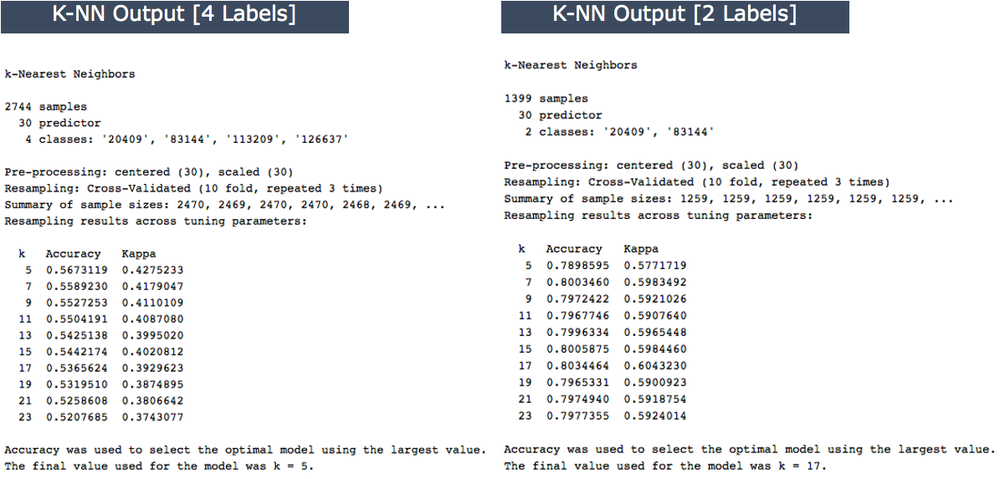 K-NN Output [4 Labels]
k-Nearest Neighbors
2744 samples
30 predictor
4 classes: '20409', '83144', '113209', '126637'
Pre-processing: centered (30), scaled (30)
Resampling: Cross-Validated (10 fold, repeated 3 times)
Summary of sample sizes: 2470, 2469, 2470, 2470, 2468, 2469, ...
Resampling results across tuning parameters:
k Accuracy Kappa
5 0.5673119 0.4275233
7 0.5589230 0.4179047
9 0.5527253 0.4110109
11 0.5504191 0.4087080
13 0.5425138 0.3995020
15 0.5442174 0.4020812
17 0.5365624 0.3929623
19 0.5319510 0.3874895
21 0.5258608 0.3806642
23 0.5207685 0.3743077
Accuracy was used to select the optimal model using the largest value.
The final value used for the model was k = 5.
K-NN Output [2 Labels]
k-Nearest Neighbors
1399 samples
30 predictor
2 classes: '20409', '83144'
Pre-processing: centered (30), scaled (30)
Resampling: Cross-Validated (10 fold, repeated 3 times)
Summary of sample sizes: 1259, 1259, 1259, 1259, 1259, 1259, ...
Resampling results across tuning parameters:
k Accuracy Kappa
5 0.7898595 0.5771719
7 0.8003460 0.5983492
9 0.7972422 0.5921026
11 0.7967746 0.5907640
13 0.7996334 0.5965448
15 0.8005875 0.5984460
17 0.8034464 0.6043230
19 0.7965331 0.5900923
21 0.7974940 0.5918754
23 0.7977355 0.5924014
Accuracy was used to select the optimal model using the largest value.
The final value used for the model was k = 17.